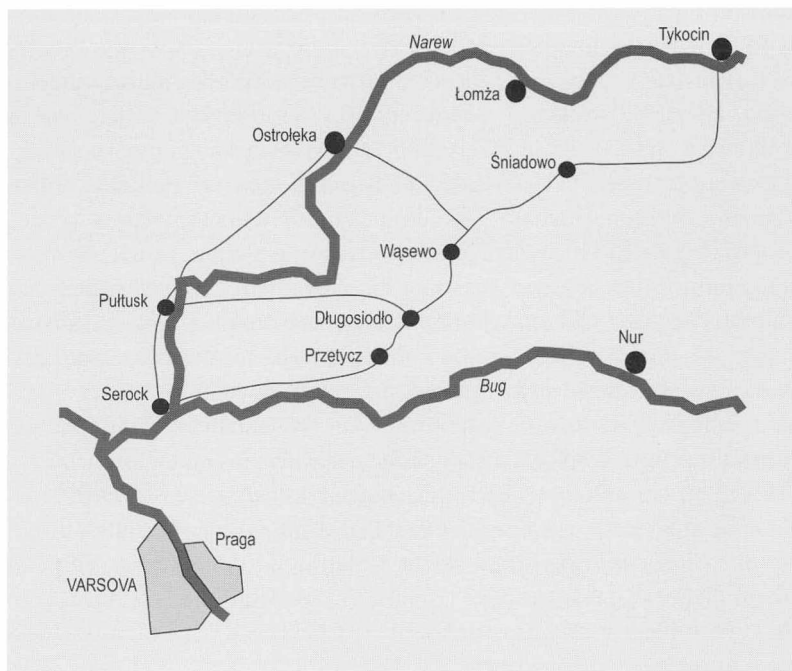 Tykocin
Narew
Łomża
Ostrołęka
Śniadowo
Wąsewo
Pułtusk
Długosiodło
Nur
Przetycz
Bug
Serock
Praga
VARSOVA